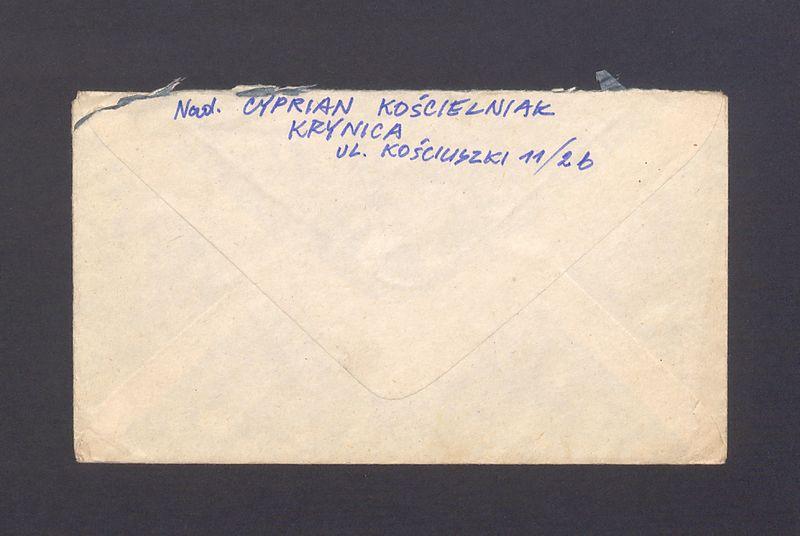 Nad. CYPRIAN KOŚCIELNIAK
KRYNICA
UL. KOŚCIUSZKI 11/2b